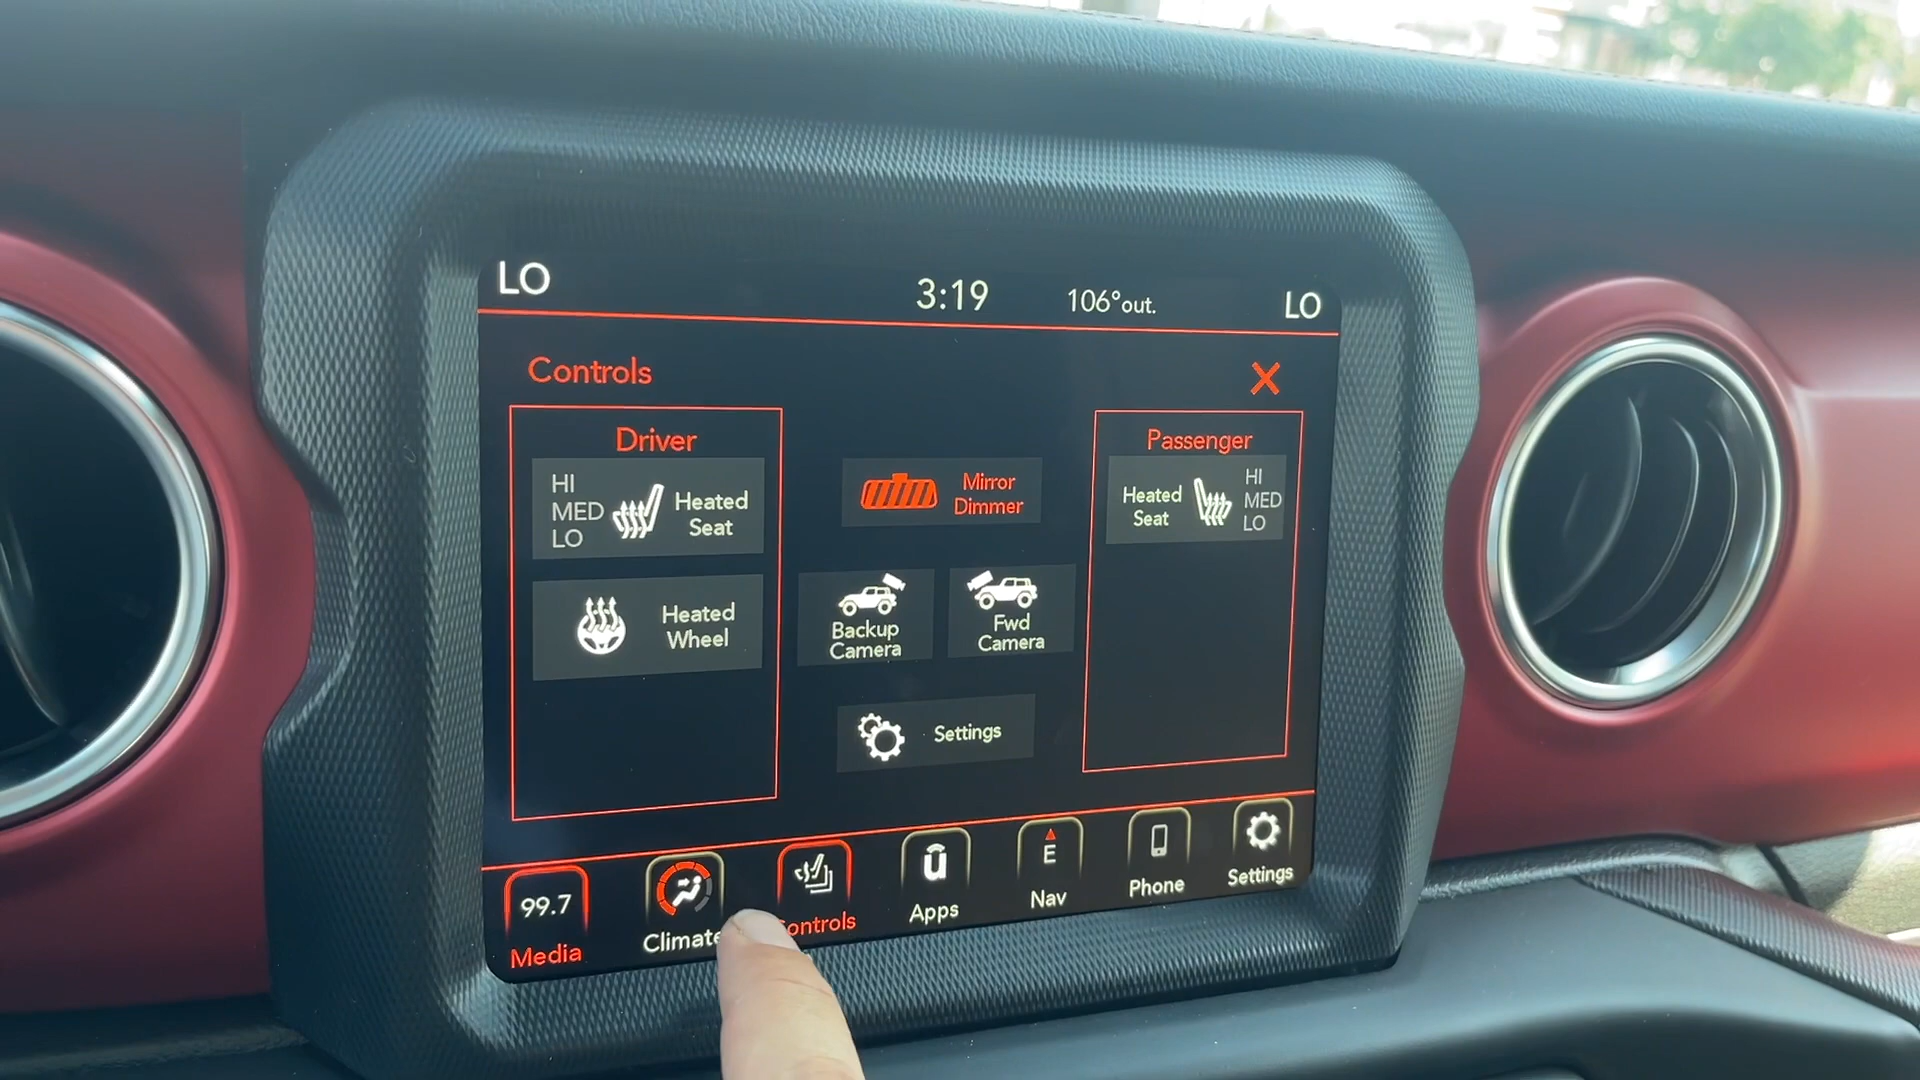 LO
3:19
106°out.
LO
Controls
X
Driver
HI
MED
LO
Heated
Seat
Heated
Wheel
Mirror
Dimmer
Backup
Camera
Fwd
Camera
Settings
Passenger
Heated
Seat
HI
MED
LO
99.7
Media
Climate
ontrols
Apps
E
Nav
Phone
Settings